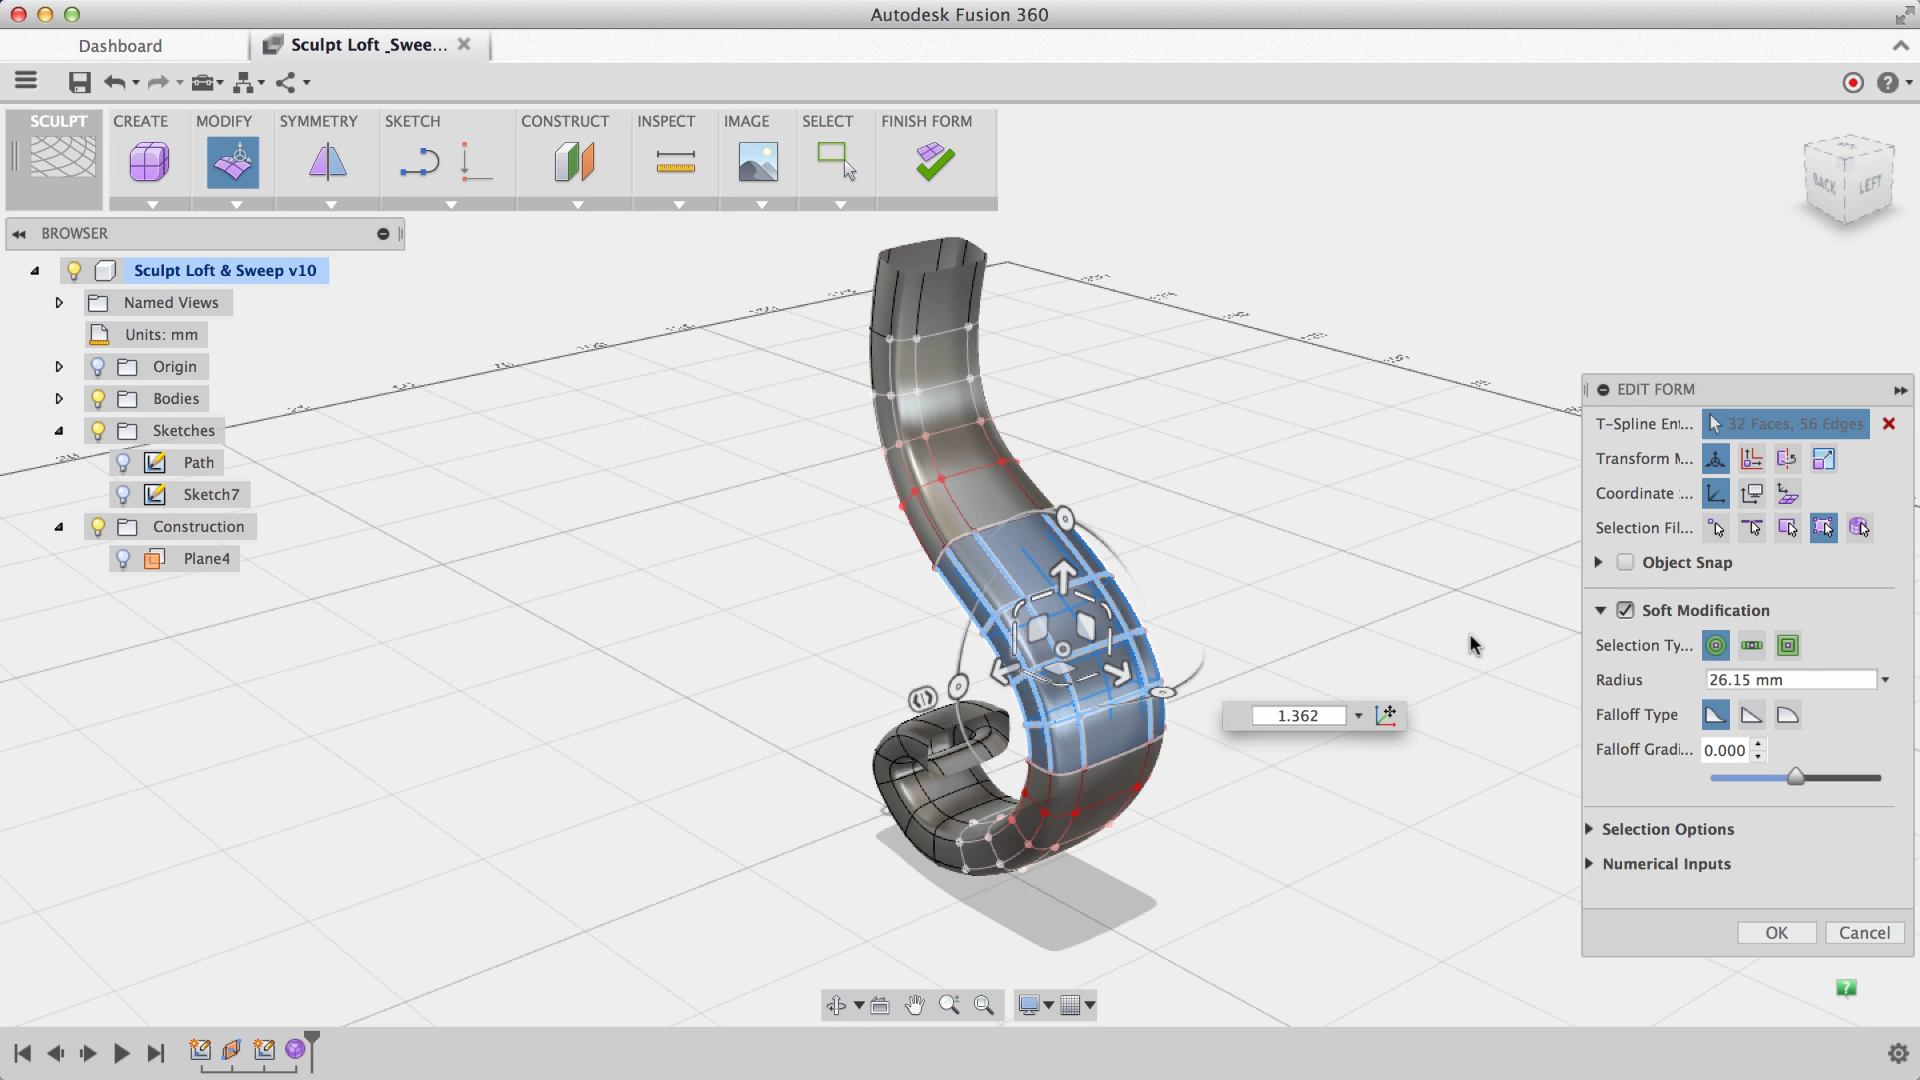 Autodesk Fusion 360
Dashboard
Sculpt Loft _Swee...
SCULPT
CREATE
MODIFY
SYMMETRY
SKETCH
CONSTRUCT
INSPECT
IMAGE
SELECT
FINISH FORM
BACK
LEFT
BROWSER
Sculpt Loft & Sweep v10
Named Views
Units: mm
Origin
Bodies
Sketches
Path
Sketch7
Construction
Plane4
EDIT FORM
T-Spline Ent...
32 Faces, 56 Edges
Transform M...
Coordinate ...
Selection Fil...
Object Snap
Soft Modification
Selection Ty...
Radius
26.15 mm
1.362
Falloff Type
Falloff Gradi...
0.000
Selection Options
Numerical Inputs
OK
Cancel